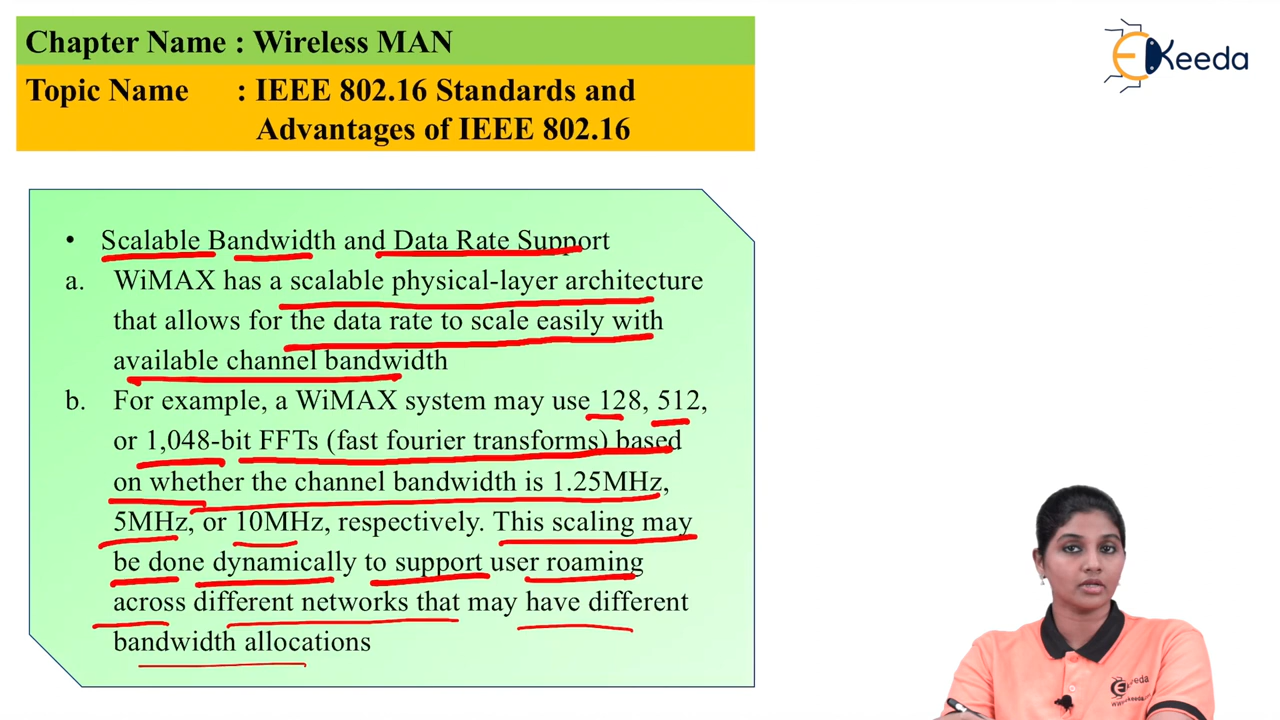 Chapter Name : Wireless MAN
Topic Name : IEEE 802.16 Standards and
Advantages of IEEE 802.16
Keeda
• Scalable Bandwidth and Data Rate Support
a. WiMAX has a scalable physical-layer architecture
that allows for the data rate to scale easily with
available channel bandwidth
b. For example, a WiMAX system may use 128, 512,
or 1,048-bit FFTs (fast fourier transforms) based
on whether the channel bandwidth is 1.25MHz,
5MHz, or 10MHz, respectively. This scaling may
be done dynamically to support user roaming
across different networks that may have different
bandwidth allocations